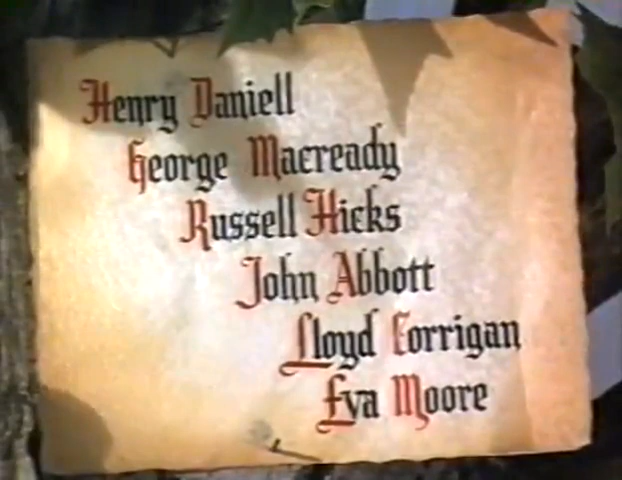 Henry Daniell
George Macready
Russell Hicks
John Abbott
Lloyd Corrigan
Eva Moore